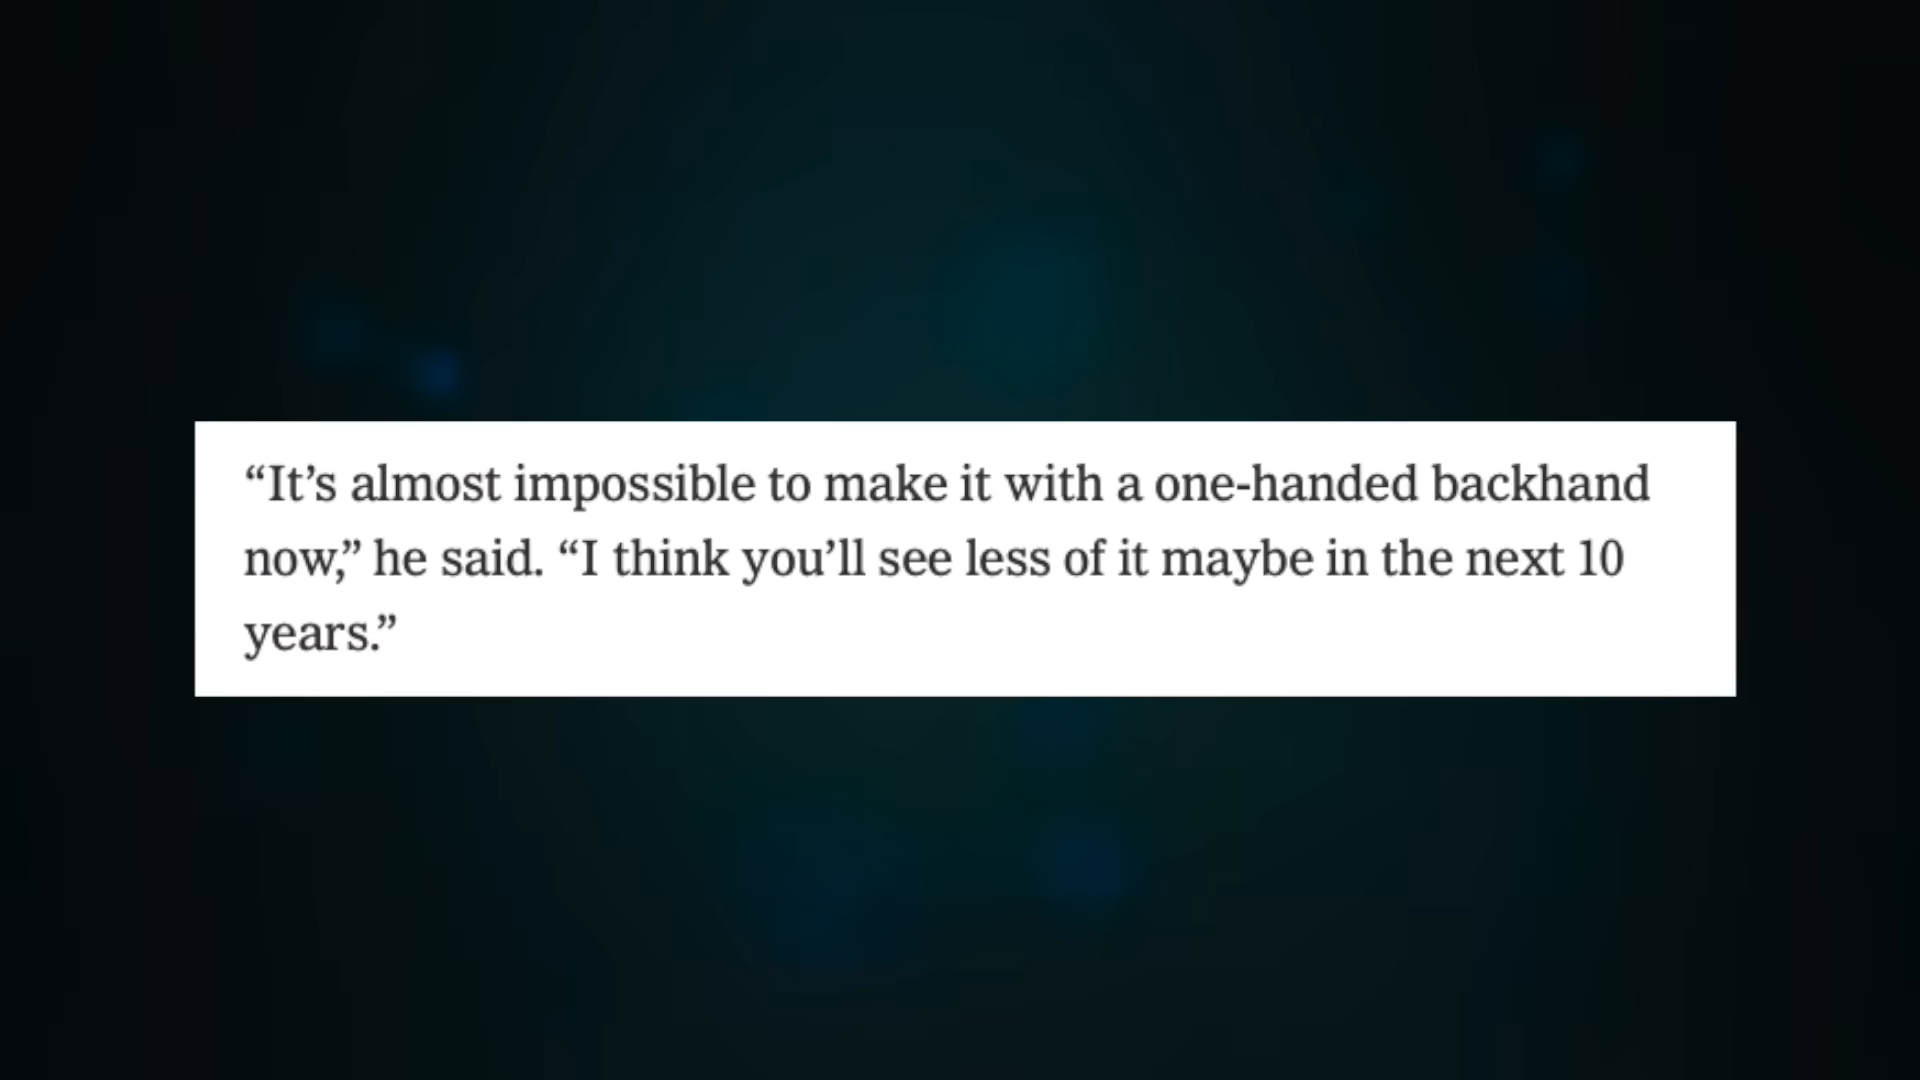 “It’s almost impossible to make it with a one-handed backhand
now,” he said. “I think you’ll see less of it maybe in the next 10
years.”